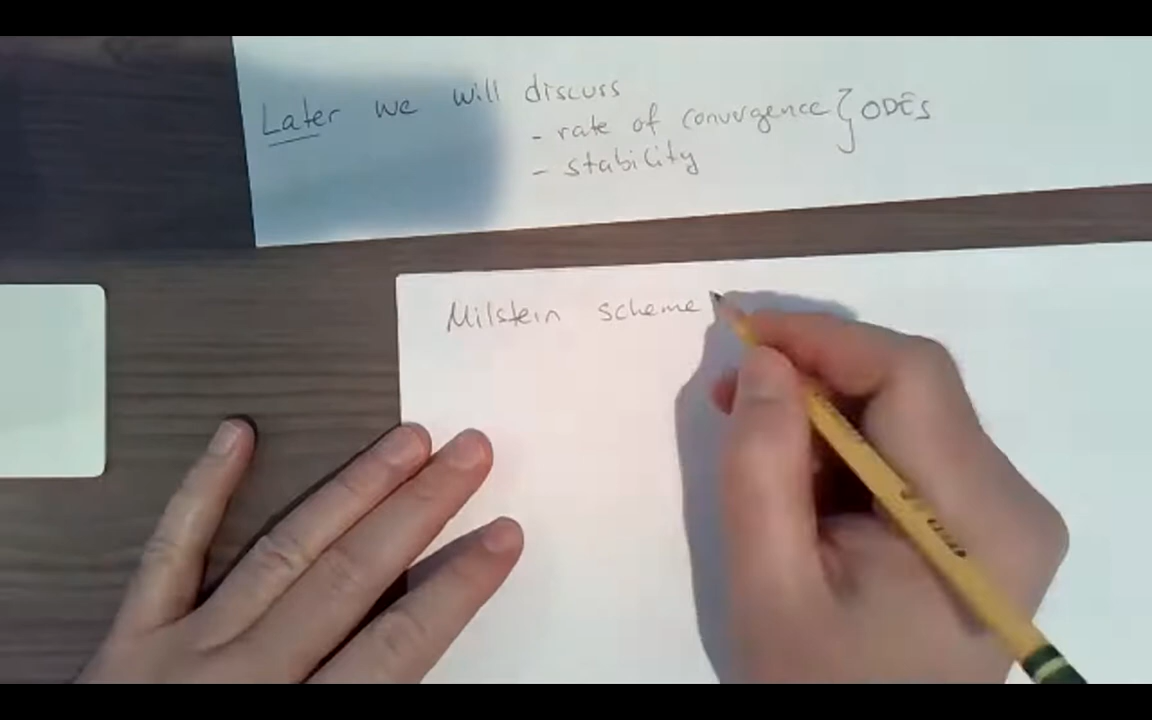 Later we will discuss
- rate of convergence } ODEs
- stability
Milstein scheme